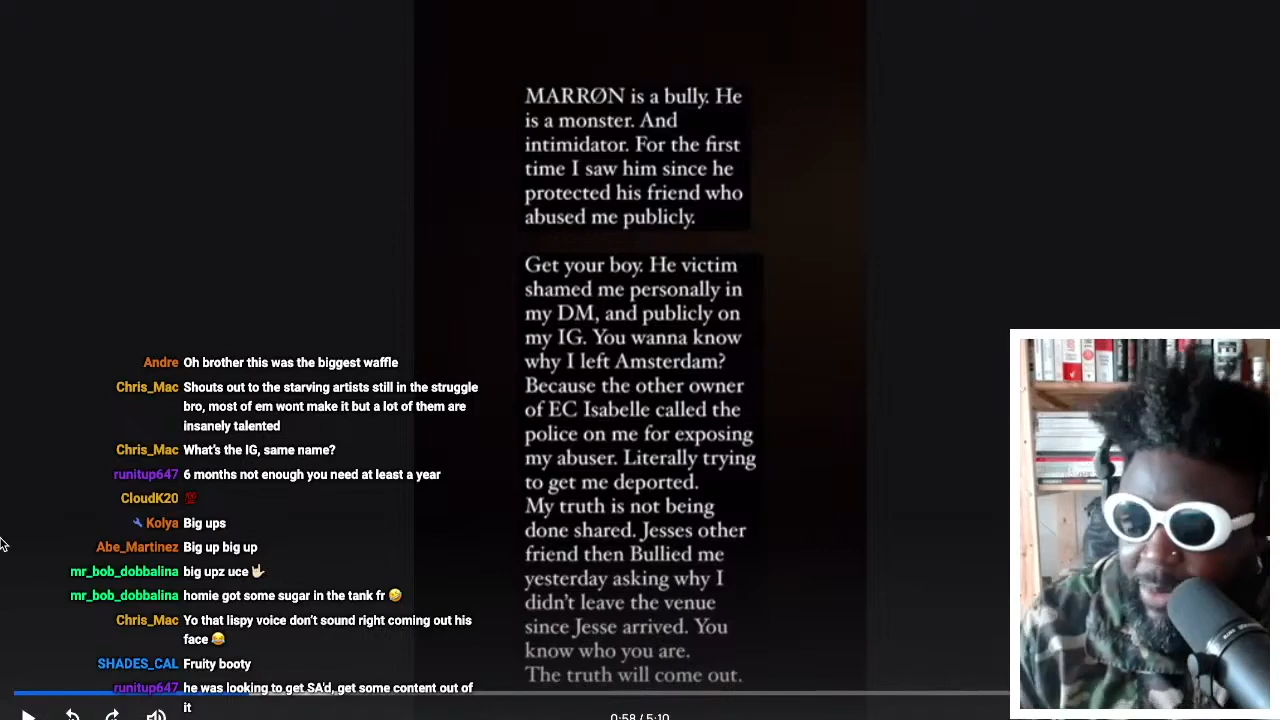 MARRØN is a bully. He
is a monster. And
intimidator. For the first
time I saw him since he
protected his friend who
abused me publicly.
Get your boy. He victim
shamed me personally in
my DM, and publicly on
my IG. You wanna know
why I left Amsterdam?
Because the other owner
of EC Isabelle called the
police on me for exposing
my abuser. Literally trying
to get me deported.
My truth is not being
done shared. Jesses other
friend then Bullied me
yesterday asking why I
didn't leave the venue
since Jesse arrived. You
know who you are.
The truth will come out.
Andre Oh brother this was the biggest waffle
Chris_Mac Shouts out to the starving artists still in the struggle
bro, most of em wont make it but a lot of them are
insanely talented
Chris_Mac What's the IG, same name?
runitup647 6 months not enough you need at least a year
CloudK20 💯
Kolya Big ups
Abe_Martinez Big up big up
mr_bob_dobbalina big upz uce 🤟🏻
mr_bob_dobbalina homie got some sugar in the tank fr 🤣
Chris_Mac Yo that lispy voice don't sound right coming out his
face 😂
SHADES_CAL Fruity booty
runitup647 he was looking to get SA'd, get some content out of
it
0:58 / 5:10